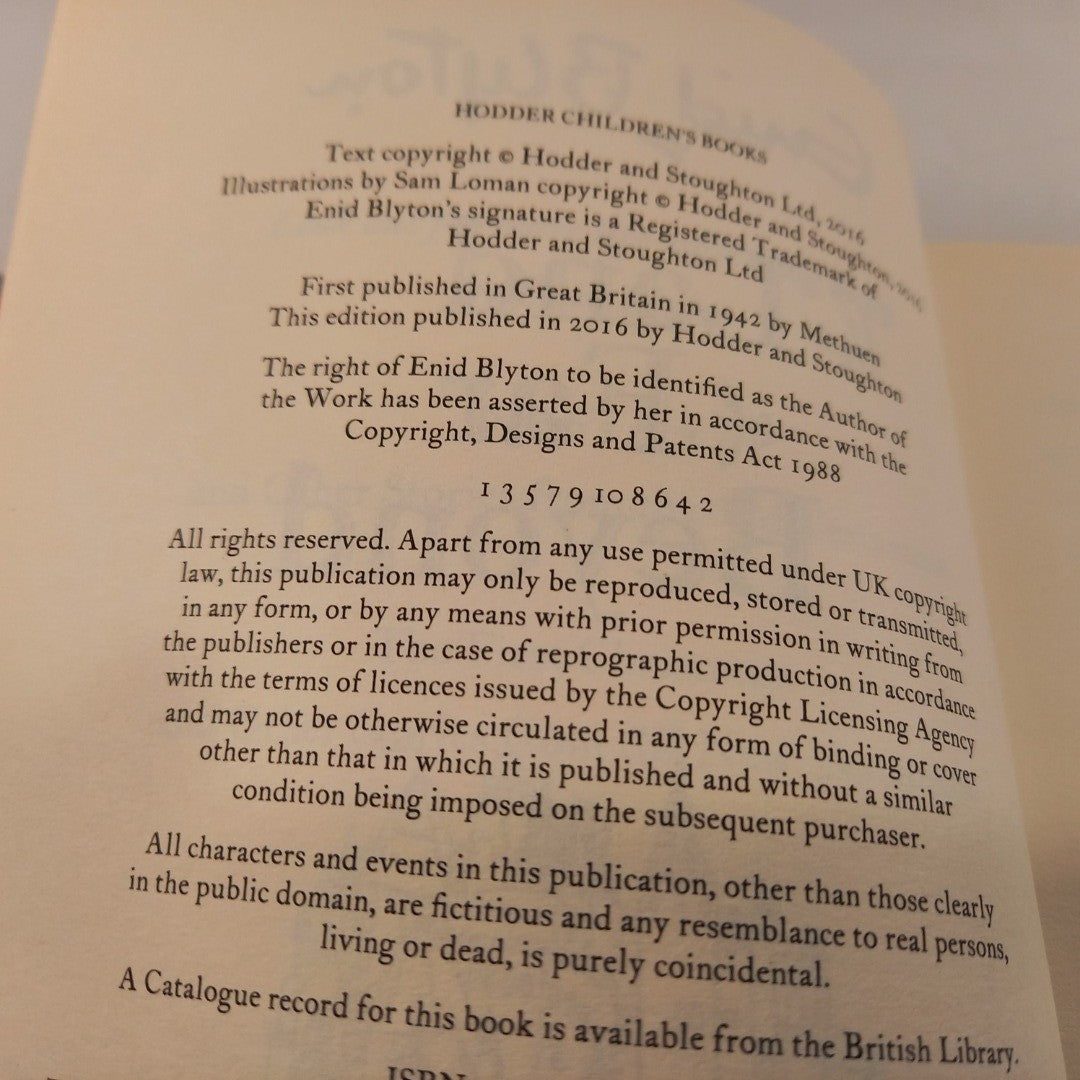 HODDER CHILDREN'S BOOKS
Text copyright © Hodder and Stoughton Ltd, 2016
Illustrations by Sam Loman copyright © Hodder and Stoughton, 2016
Enid Blyton's signature is a Registered Trademark of
Hodder and Stoughton Ltd
First published in Great Britain in 1942 by Methuen
This edition published in 2016 by Hodder and Stoughton
The right of Enid Blyton to be identified as the Author of
the Work has been asserted by her in accordance with the
Copyright, Designs and Patents Act 1988
1 3 5 7 9 10 8 6 4 2
All rights reserved. Apart from any use permitted under UK copyright
law, this publication may only be reproduced, stored or transmitted,
in any form, or by any means with prior permission in writing from
the publishers or in the case of reprographic production in accordance
with the terms of licences issued by the Copyright Licensing Agency
and may not be otherwise circulated in any form of binding or cover
other than that in which it is published and without a similar
condition being imposed on the subsequent purchaser.
All characters and events in this publication, other than those clearly
in the public domain, are fictitious and any resemblance to real persons,
living or dead, is purely coincidental.
A Catalogue record for this book is available from the British Library.
ISBN